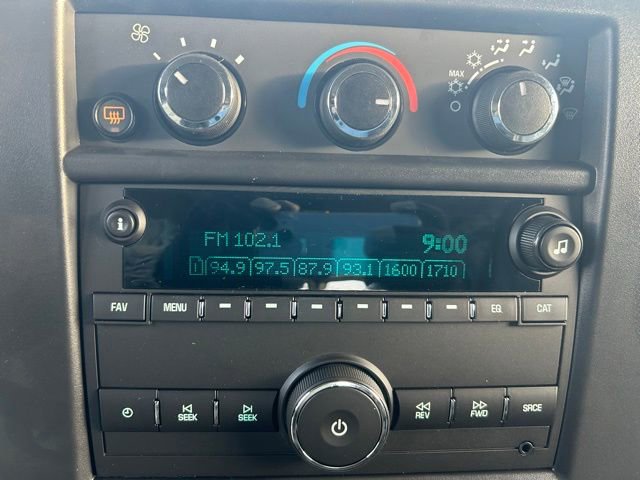 MAX
FM 102.1 9:00
1 94.9 97.5 87.9 93.1 1600 1710
FAV MENU EQ CAT
SEEK SEEK REV FWD SRCE